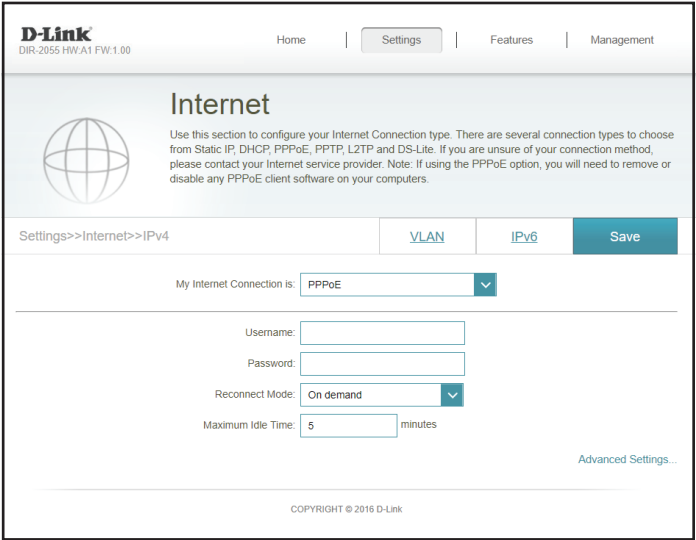 D-Link
DIR-2055 HW:A1 FW:1.00
Home
Settings
Features
Management
Internet
Use this section to configure your Internet Connection type. There are several connection types to choose
from Static IP, DHCP, PPPoE, PPTP, L2TP and DS-Lite. If you are unsure of your connection method,
please contact your Internet service provider. Note: If using the PPPoE option, you will need to remove or
disable any PPPoE client software on your computers.
Settings>>Internet>>IPv4
VLAN
IPv6
Save
My Internet Connection is: PPPoE
Username:
Password:
Reconnect Mode: On demand
Maximum Idle Time: 5 minutes
Advanced Settings...
COPYRIGHT © 2016 D-Link